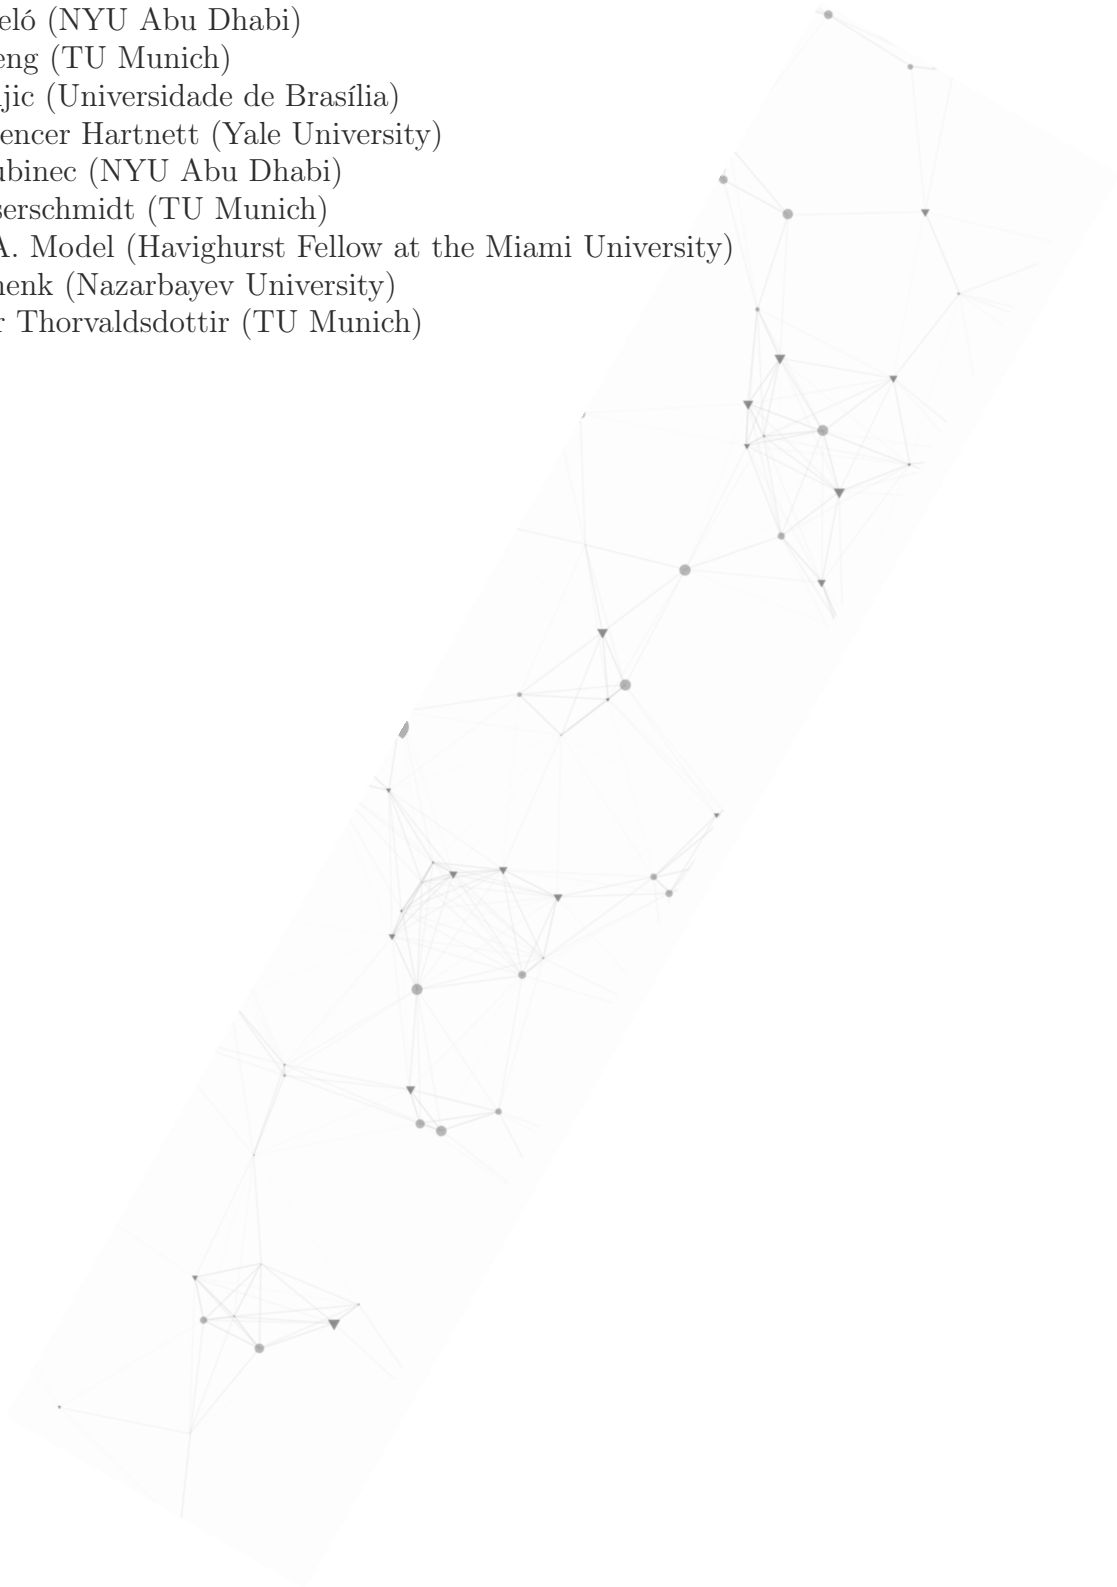 eló (NYU Abu Dhabi)
eng (TU Munich)
jic (Universidade de Brasília)
encer Hartnett (Yale University)
ubinec (NYU Abu Dhabi)
serschmidt (TU Munich)
A. Model (Havighurst Fellow at the Miami University)
henk (Nazarbayev University)
r Thorvaldsdottir (TU Munich)